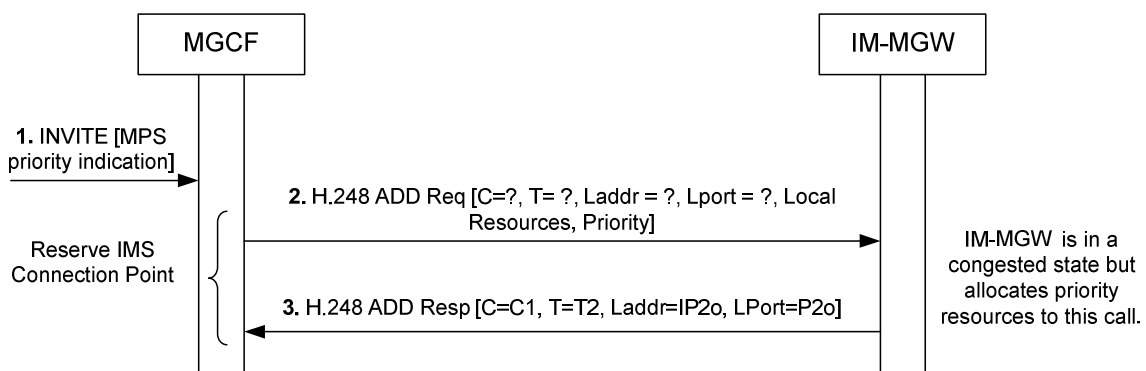 MGCF
IM-MGW
1. INVITE [MPS
priority indication]
2. H.248 ADD Req [C=?, T= ?, Laddr = ?, Lport = ?, Local
Resources, Priority]
Reserve IMS
Connection Point
IM-MGW is in a
congested state but
allocates priority
resources to this call.
3. H.248 ADD Resp [C=C1, T=T2, Laddr=IP2o, LPort=P2o]